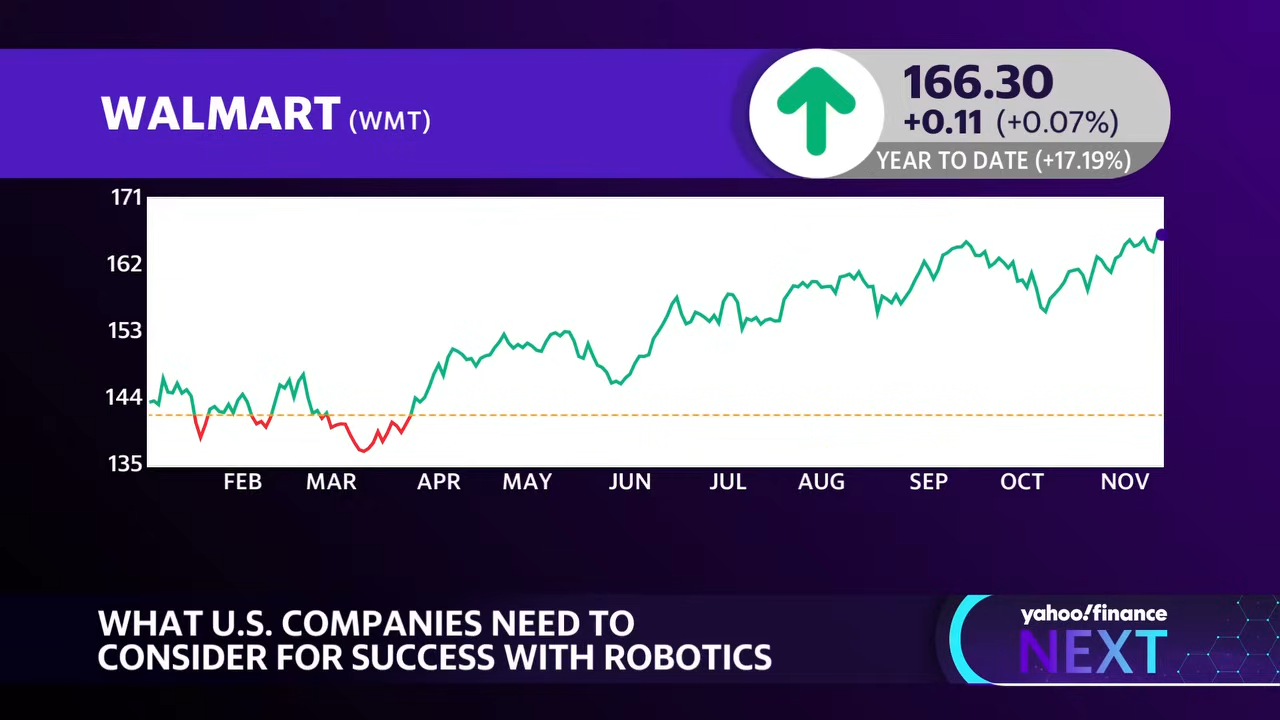 WALMART (WMT)
166.30
+0.11 (+0.07%)
YEAR TO DATE (+17.19%)
171
162
153
144
135
FEB MAR APR MAY JUN JUL AUG SEP OCT NOV
WHAT U.S. COMPANIES NEED TO
CONSIDER FOR SUCCESS WITH ROBOTICS
yahoo!finance
NEXT